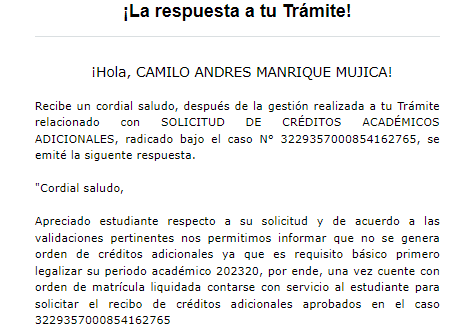 ¡La respuesta a tu Trámite!
¡Hola, CAMILO ANDRES MANRIQUE MUJICA!
Recibe un cordial saludo, después de la gestión realizada a tu Trámite
relacionado con SOLICITUD DE CRÉDITOS ACADÉMICOS
ADICIONALES, radicado bajo el caso N° 3229357000854162765, se
emité la siguente respuesta.
"Cordial saludo,
Apreciado estudiante respecto a su solicitud y de acuerdo a las
validaciones pertinentes nos permitimos informar que no se genera
orden de créditos adicionales ya que es requisito básico primero
legalizar su periodo académico 202320, por ende, una vez cuente con
orden de matrícula liquidada contarse con servicio al estudiante para
solicitar el recibo de créditos adicionales aprobados en el caso
3229357000854162765